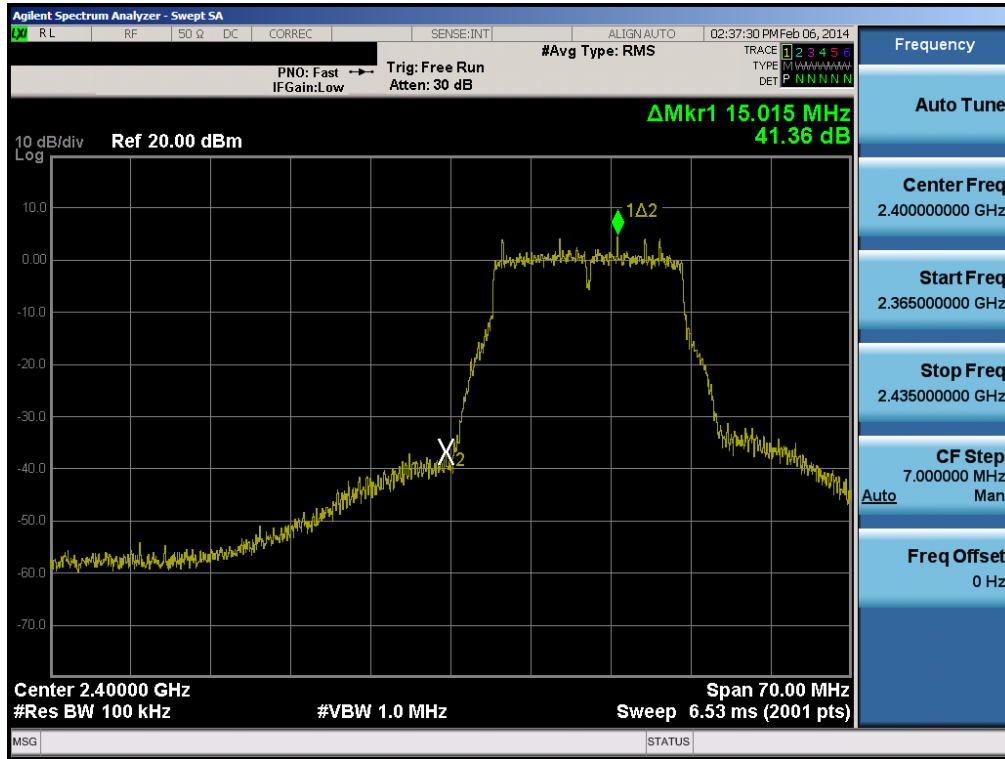 Agilent Spectrum Analyzer - Swept SA
LXI RL RF 50 Ω DC CORREC SENSE:INT ALIGN AUTO 02:37:30 PM Feb 06, 2014
#Avg Type: RMS TRACE 1 2 3 4 5 6
PNO: Fast Trig: Free Run TYPE M WWWWW
IFGain:Low Atten: 30 dB DET P N N N N N
ΔMkr1 15.015 MHz
41.36 dB
10 dB/div Ref 20.00 dBm
Log
10.0
1Δ2
0.00
-10.0
-20.0
-30.0
2
-40.0
-50.0
-60.0
-70.0
Center 2.40000 GHz Span 70.00 MHz
#Res BW 100 kHz #VBW 1.0 MHz Sweep 6.53 ms (2001 pts)
MSG STATUS
Frequency
Auto Tune
Center Freq
2.400000000 GHz
Start Freq
2.365000000 GHz
Stop Freq
2.435000000 GHz
CF Step
7.000000 MHz
Auto Man
Freq Offset
0 Hz